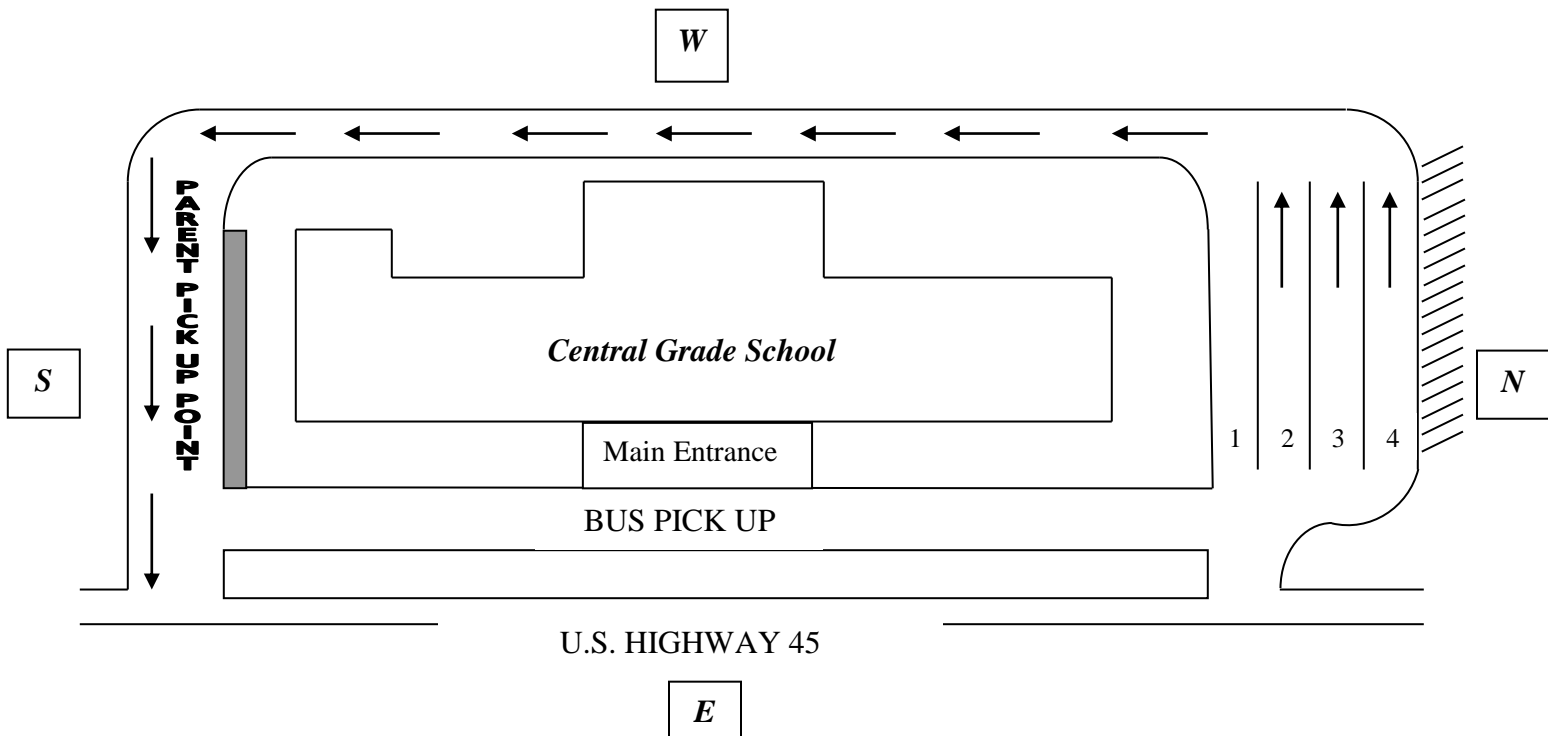 W
PARENT PICK UP POINT
Central Grade School
S
N
1 2 3 4
Main Entrance
BUS PICK UP
U.S. HIGHWAY 45
E